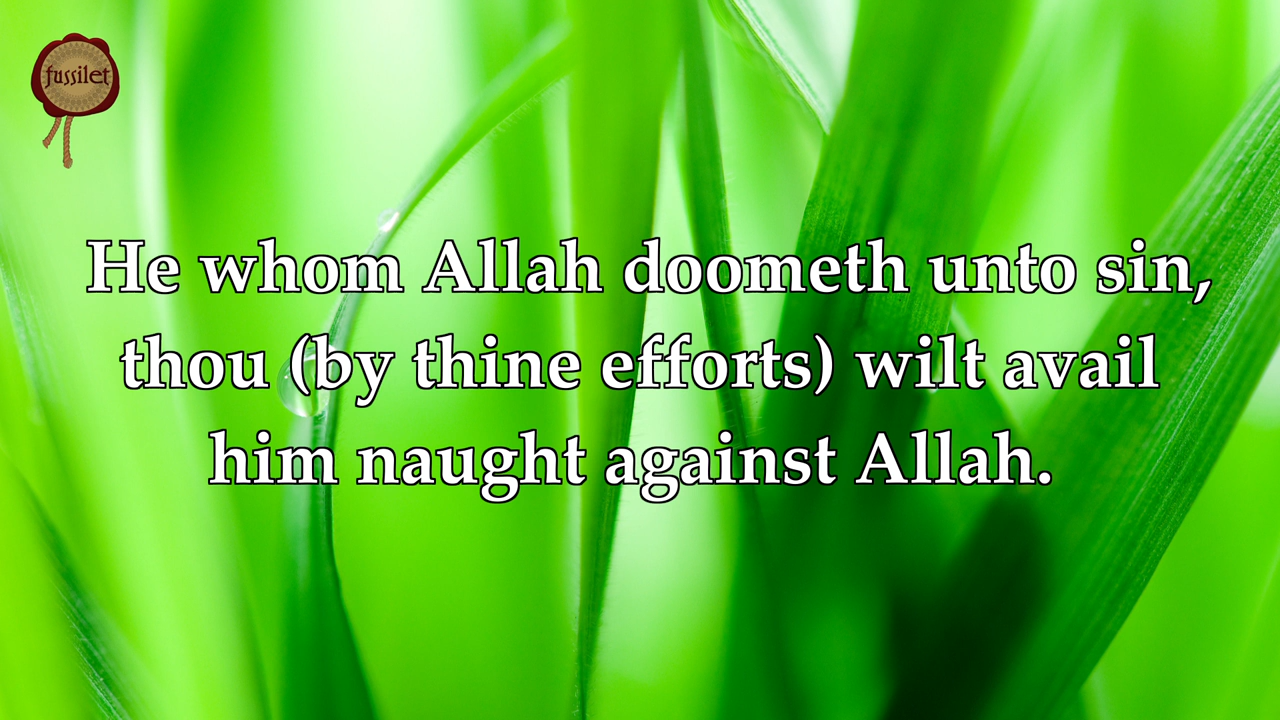 fussilet
He whom Allah doometh unto sin,
thou (by thine efforts) wilt avail
him naught against Allah.